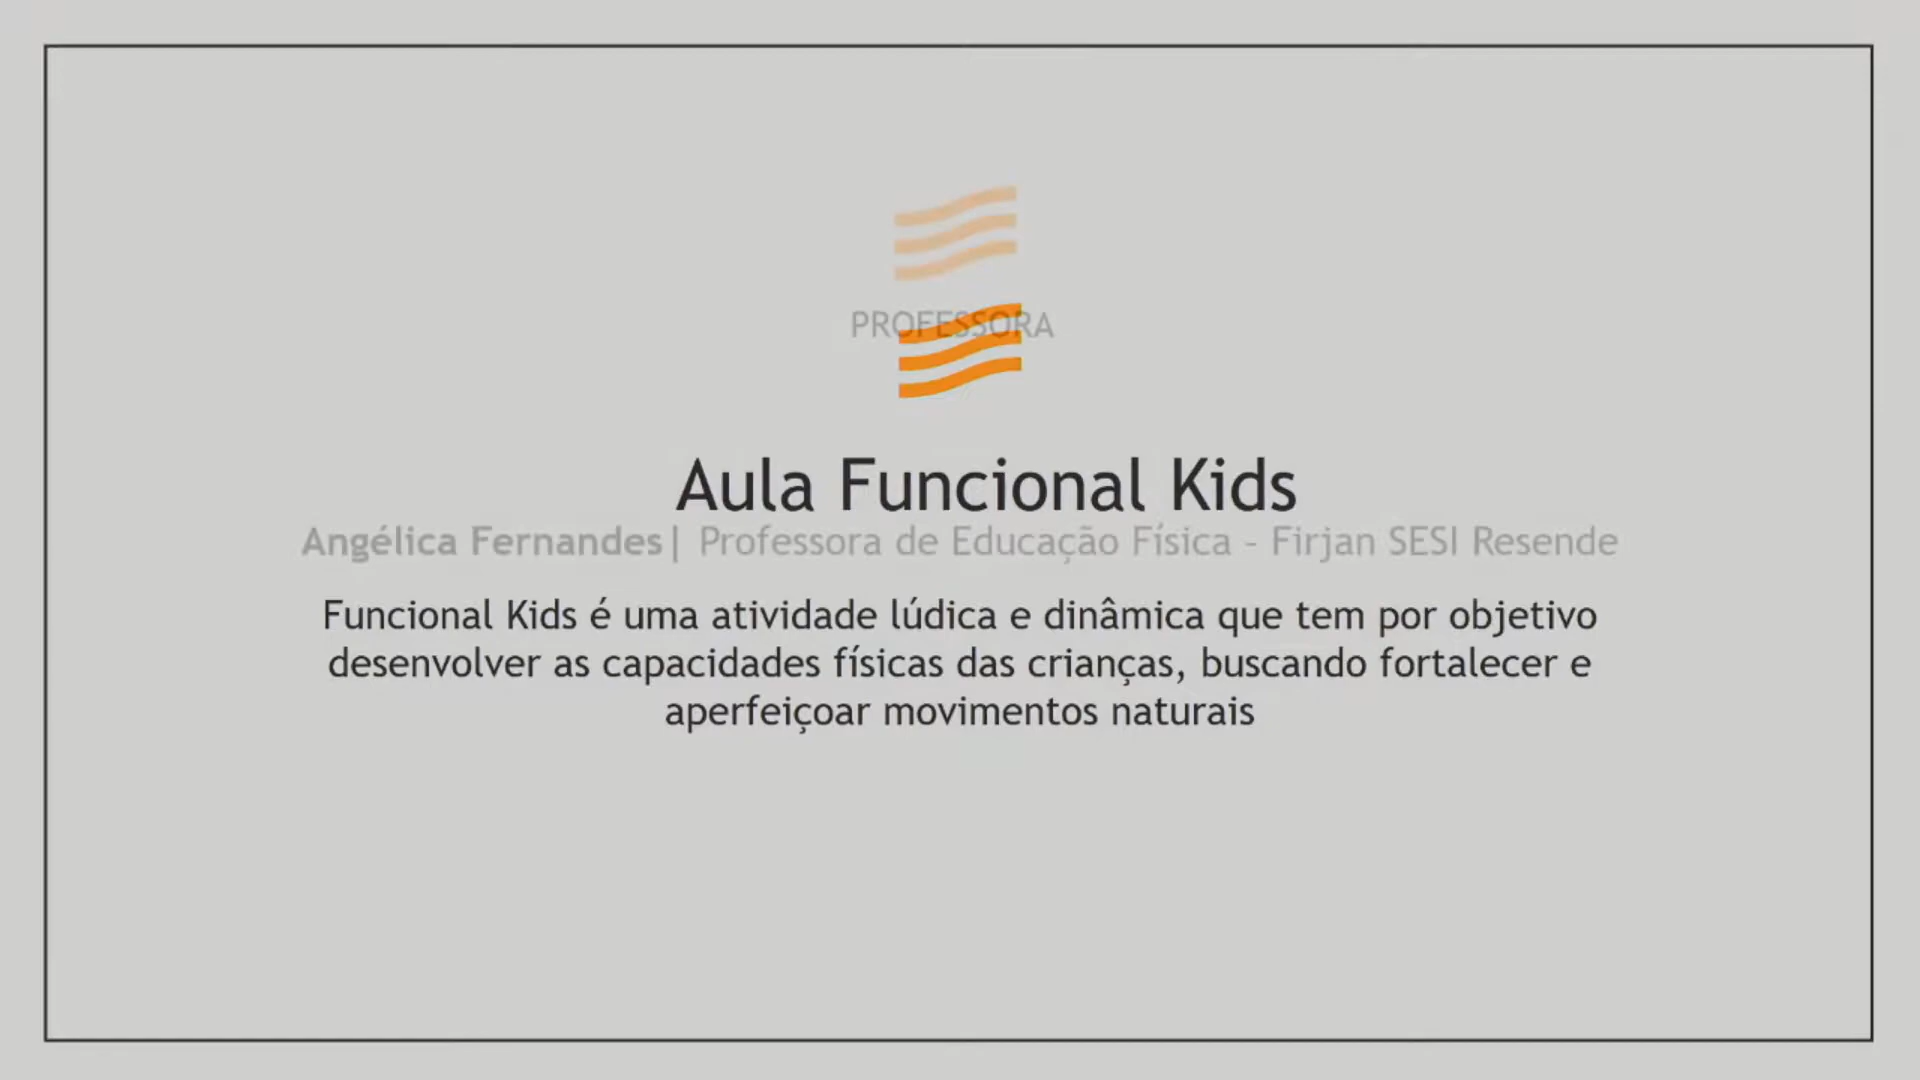 PROFESSORA
Aula Funcional Kids
Angélica Fernandes| Professora de Educação Física - Firjan SESI Resende
Funcional Kids é uma atividade lúdica e dinâmica que tem por objetivo
desenvolver as capacidades físicas das crianças, buscando fortalecer e
aperfeiçoar movimentos naturais